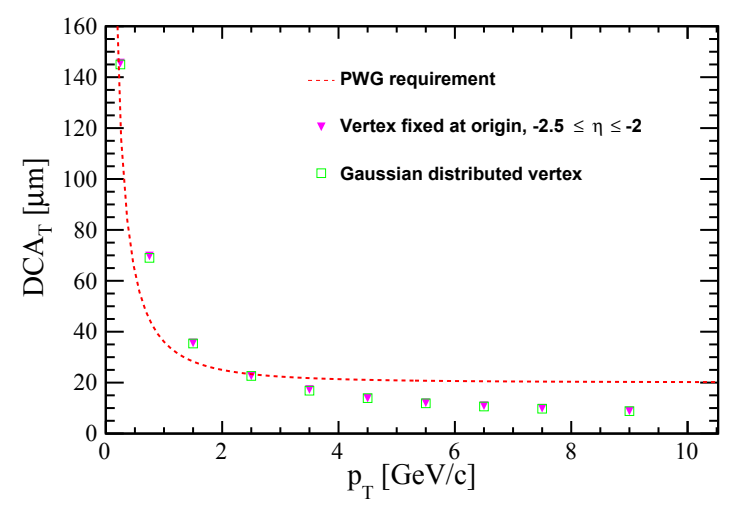 160
140
120
100
80
60
40
20
0
DCA_T [μm]
PWG requirement
Vertex fixed at origin, -2.5 ≤ η ≤ -2
Gaussian distributed vertex
0 2 4 6 8 10
p_T [GeV/c]